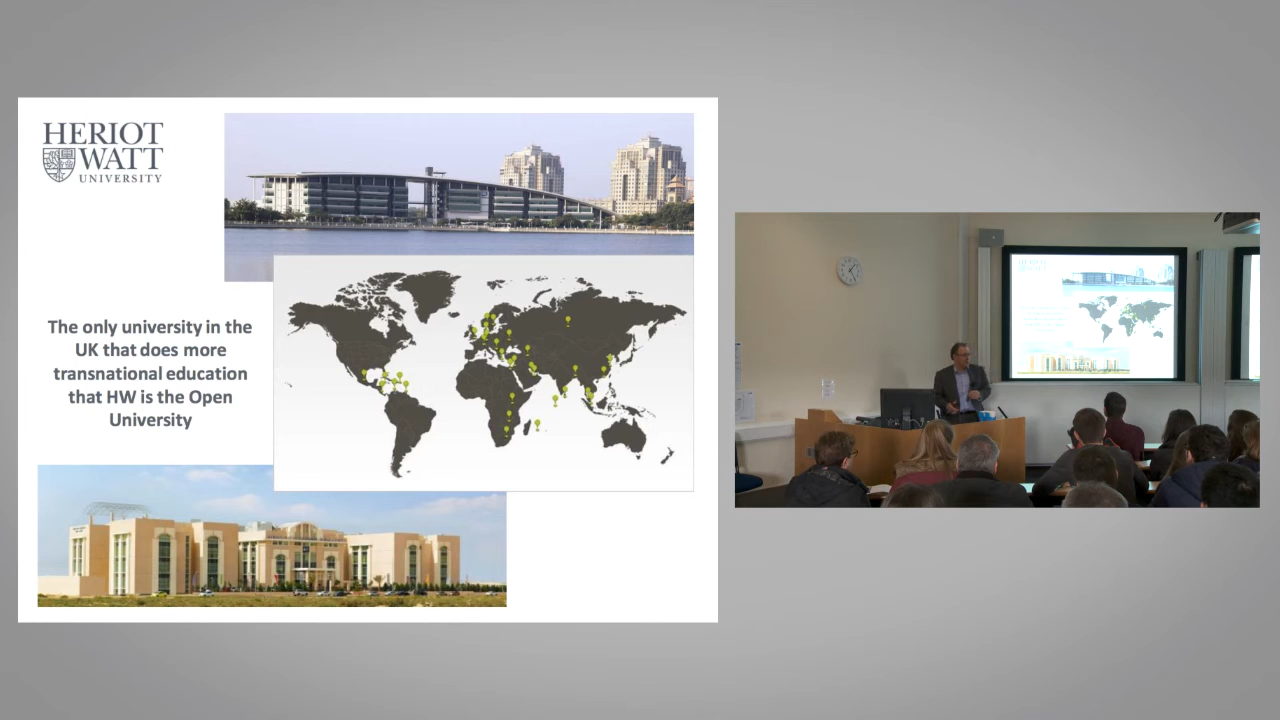 HERIOT
WATT
UNIVERSITY
The only university in the
UK that does more
transnational education
that HW is the Open
University